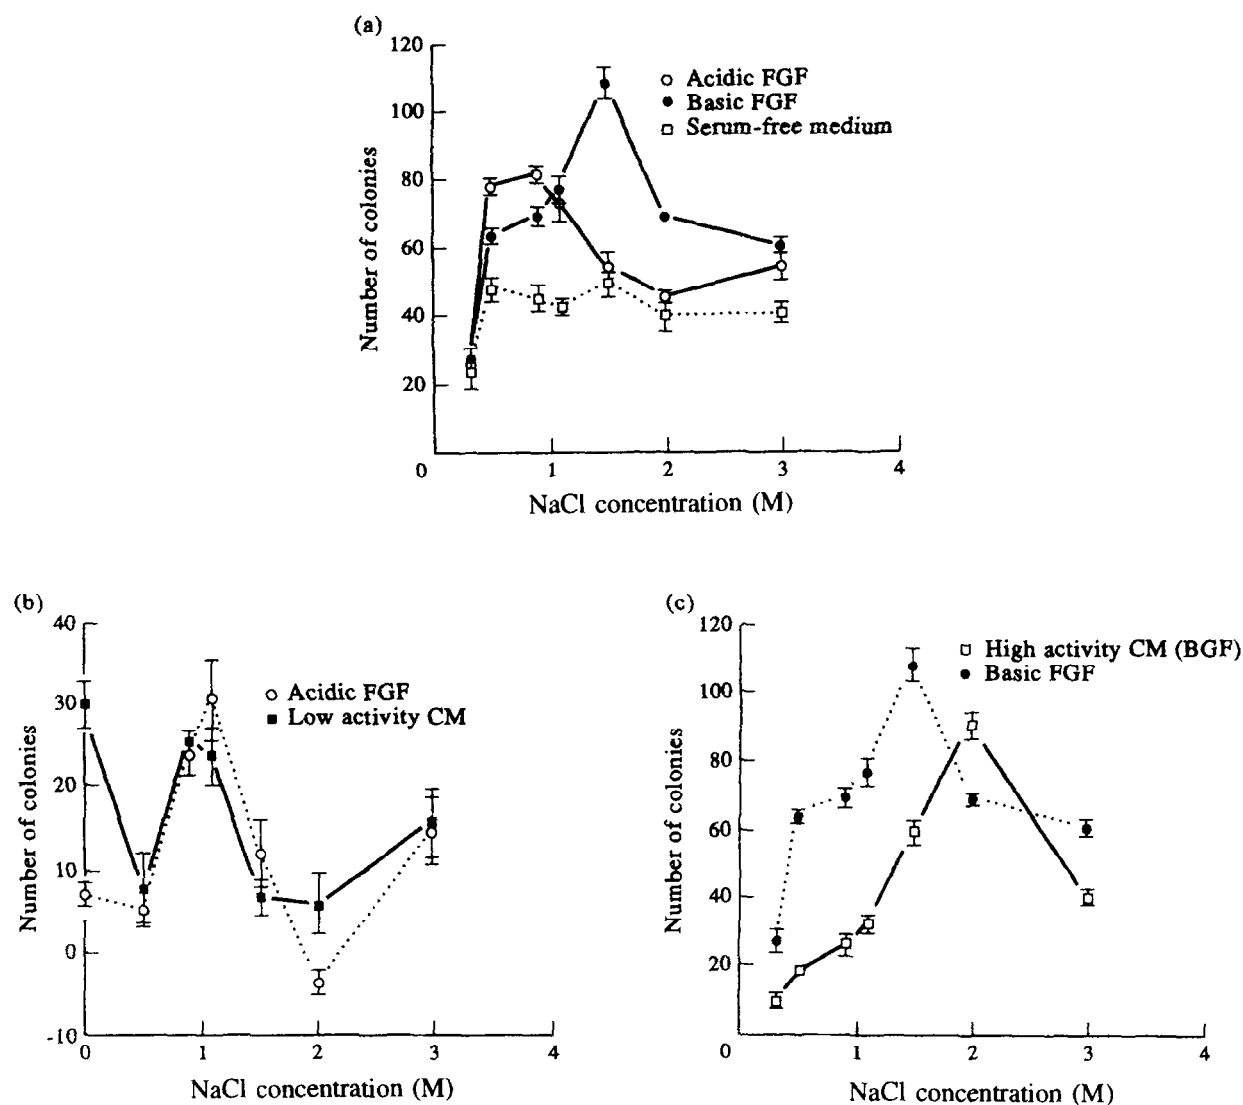 (a)
120
100
80
60
40
20
0
1
2
3
4
Number of colonies
NaCl concentration (M)
Acidic FGF
Basic FGF
Serum-free medium
(b)
40
30
20
10
0
-10
0
1
2
3
4
Number of colonies
NaCl concentration (M)
Acidic FGF
Low activity CM
(c)
120
100
80
60
40
20
0
1
2
3
4
Number of colonies
NaCl concentration (M)
High activity CM (BGF)
Basic FGF